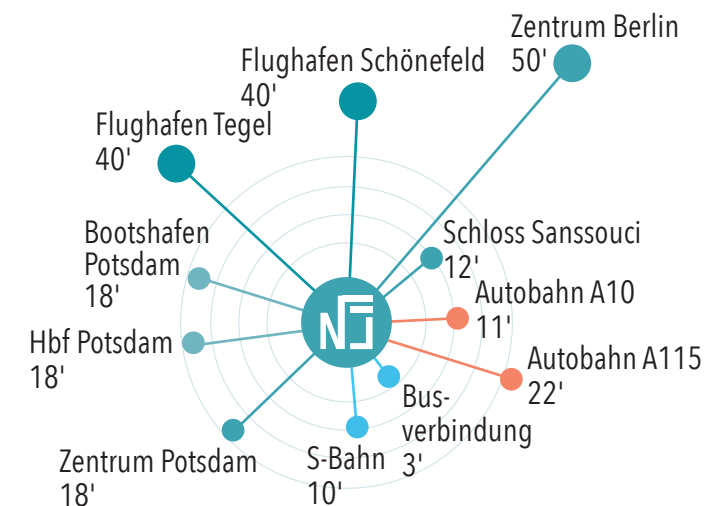 Zentrum Berlin
50'
Flughafen Schönefeld
40'
Flughafen Tegel
40'
Bootshafen
Potsdam
18'
Schloss Sanssouci
12'
Autobahn A10
11'
Hbf Potsdam
18'
Autobahn A115
22'
Bus-
verbindung
3'
S-Bahn
10'
Zentrum Potsdam
18'